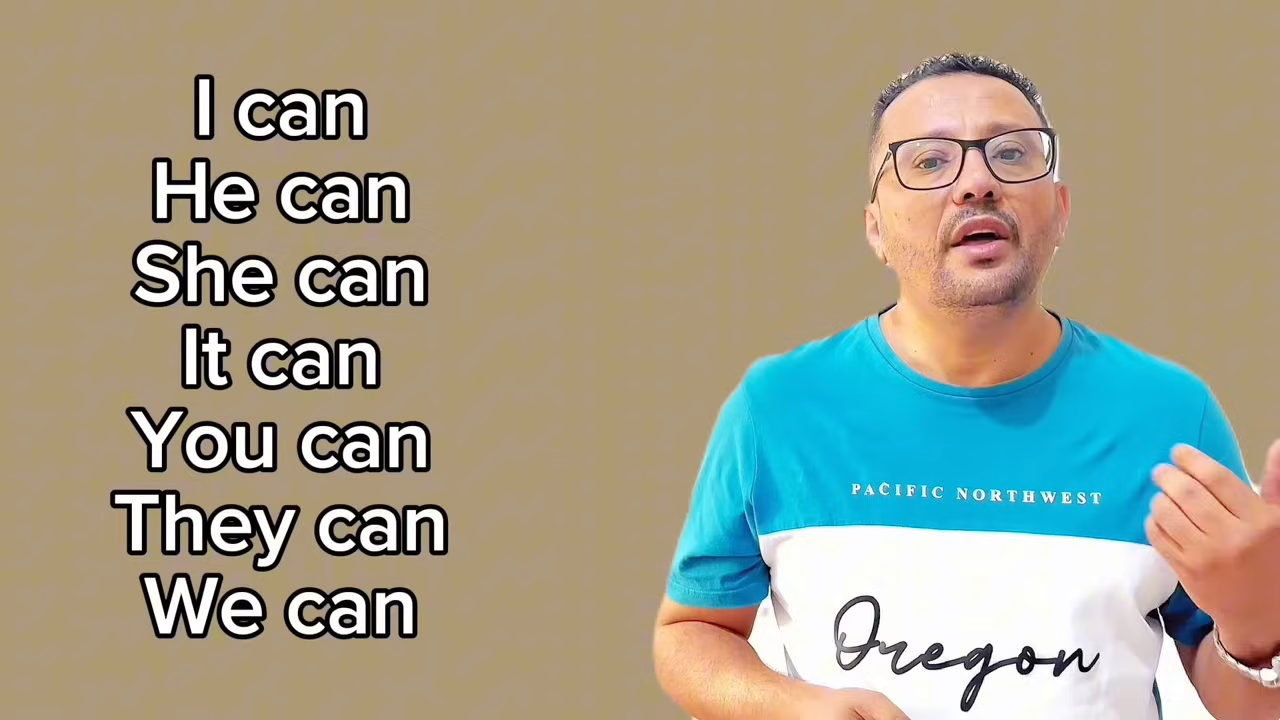 I can
He can
She can
It can
You can
They can
We can
PACIFIC NORTHWEST
Oregon